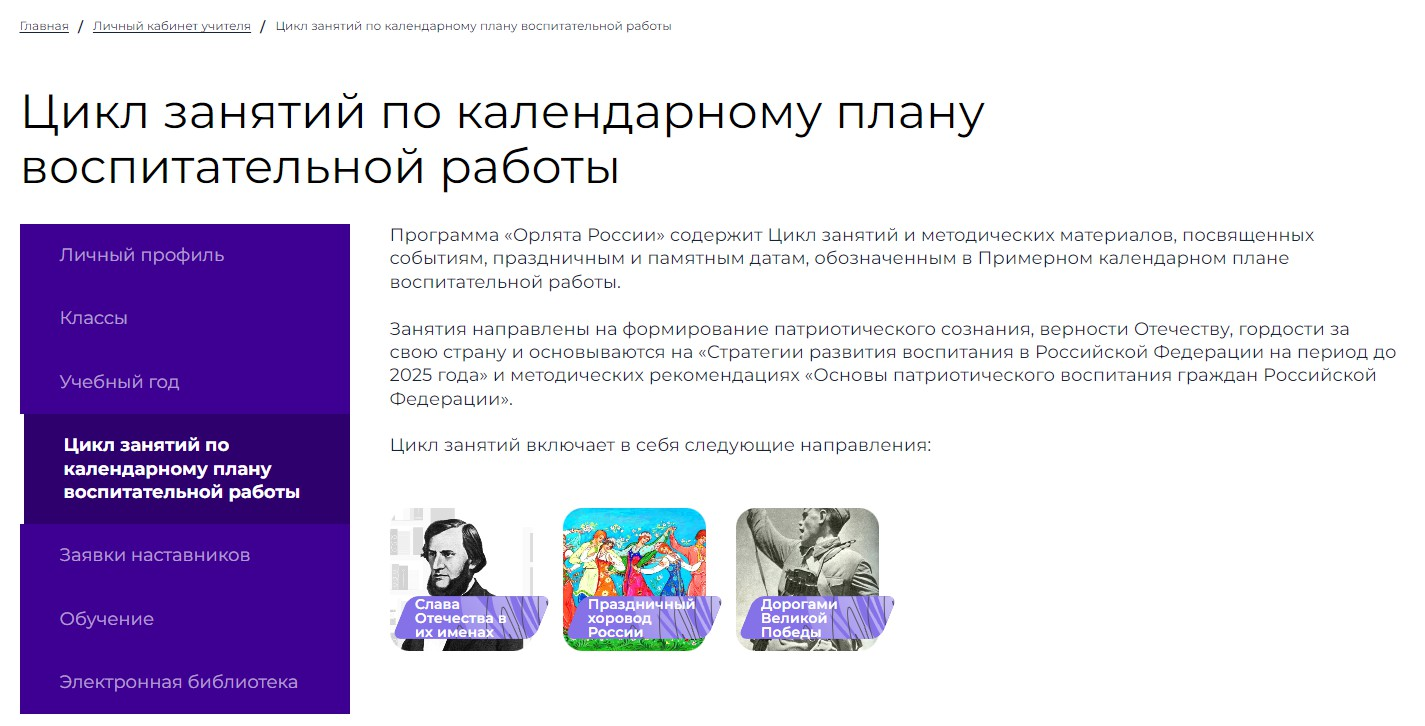 Главная / Личный кабинет учителя / Цикл занятий по календарному плану воспитательной работы
Цикл занятий по календарному плану
воспитательной работы
Личный профиль
Классы
Учебный год
Цикл занятий по
календарному плану
воспитательной работы
Заявки наставников
Обучение
Электронная библиотека
Программа «Орлята России» содержит Цикл занятий и методических материалов, посвященных
событиям, праздничным и памятным датам, обозначенным в Примерном календарном плане
воспитательной работы.
Занятия направлены на формирование патриотического сознания, верности Отечеству, гордости за
свою страну и основываются на «Стратегии развития воспитания в Российской Федерации на период до
2025 года» и методических рекомендациях «Основы патриотического воспитания граждан Российской
Федерации».
Цикл занятий включает в себя следующие направления:
Слава
Отечества в
их именах
Праздничный
хоровод
России
Дорогами
Великой
Победы